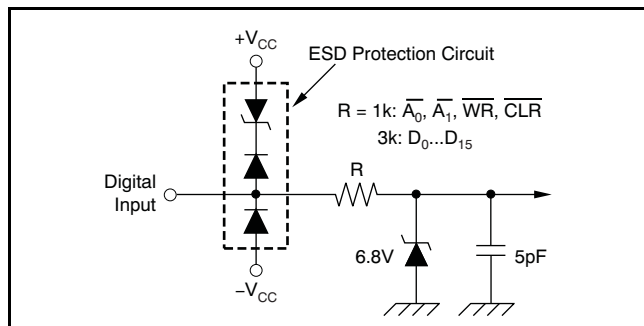 +V_CC
ESD Protection Circuit
R = 1k: A̅₀, A̅₁, W̅R̅, C̅L̅R̅
3k: D₀...D₁₅
R
Digital
Input
6.8V
5pF
−V_CC